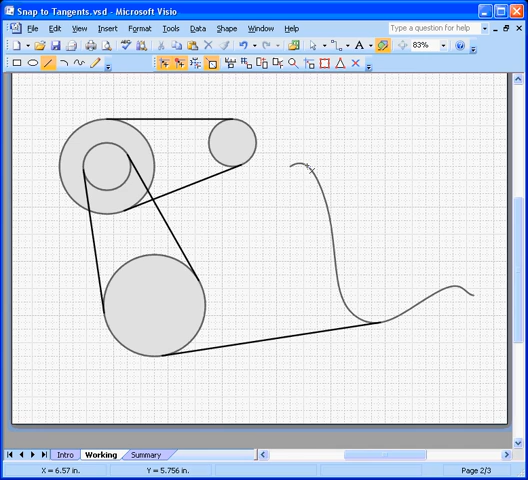 Snap to Tangents.vsd - Microsoft Visio
File Edit View Insert Format Tools Data Shape Window Help Type a question for help
83%
Intro Working Summary
X = 6.57 in. Y = 5.756 in. Page 2/3